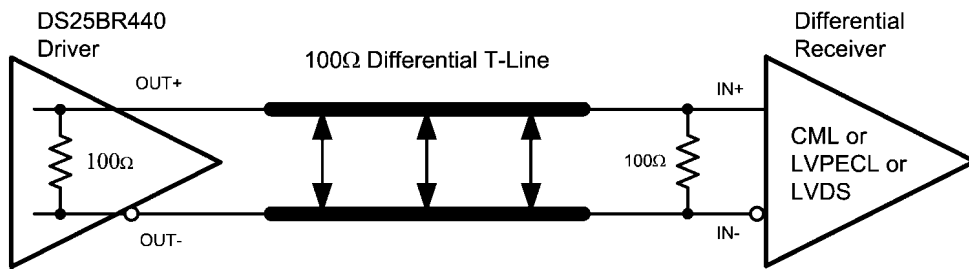 DS25BR440
Driver
Differential
Receiver
100Ω Differential T-Line
OUT+
IN+
100Ω
100Ω
CML or
LVPECL or
LVDS
OUT-
IN-